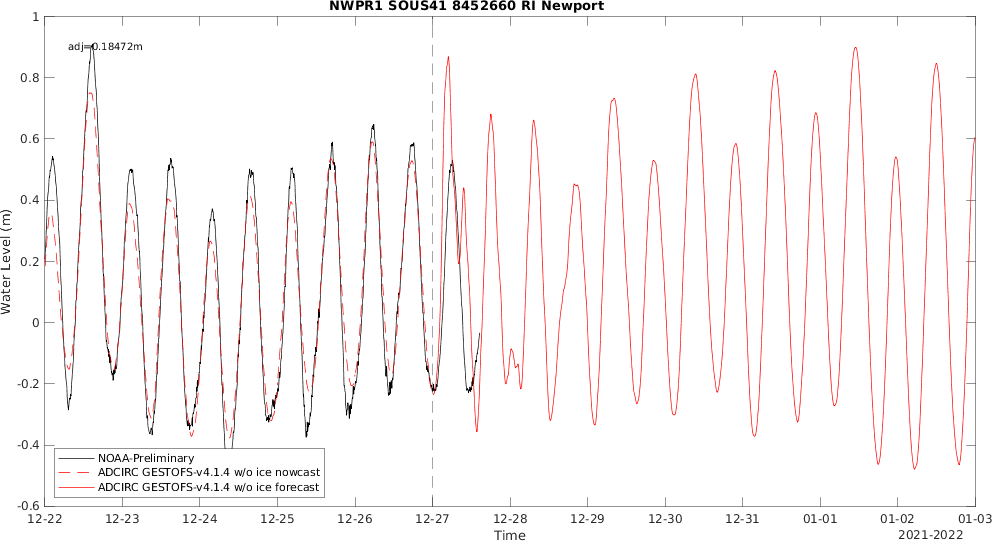 NWPR1 SOUS41 8452660 RI Newport
adj=0.18472m
1
0.8
0.6
0.4
0.2
0
-0.2
-0.4
-0.6
Water Level (m)
NOAA-Preliminary
ADCIRC GESTOFS-v4.1.4 w/o ice nowcast
ADCIRC GESTOFS-v4.1.4 w/o ice forecast
12-22 12-23 12-24 12-25 12-26 12-27 12-28 12-29 12-30 12-31 01-01 01-02 01-03
Time
2021-2022